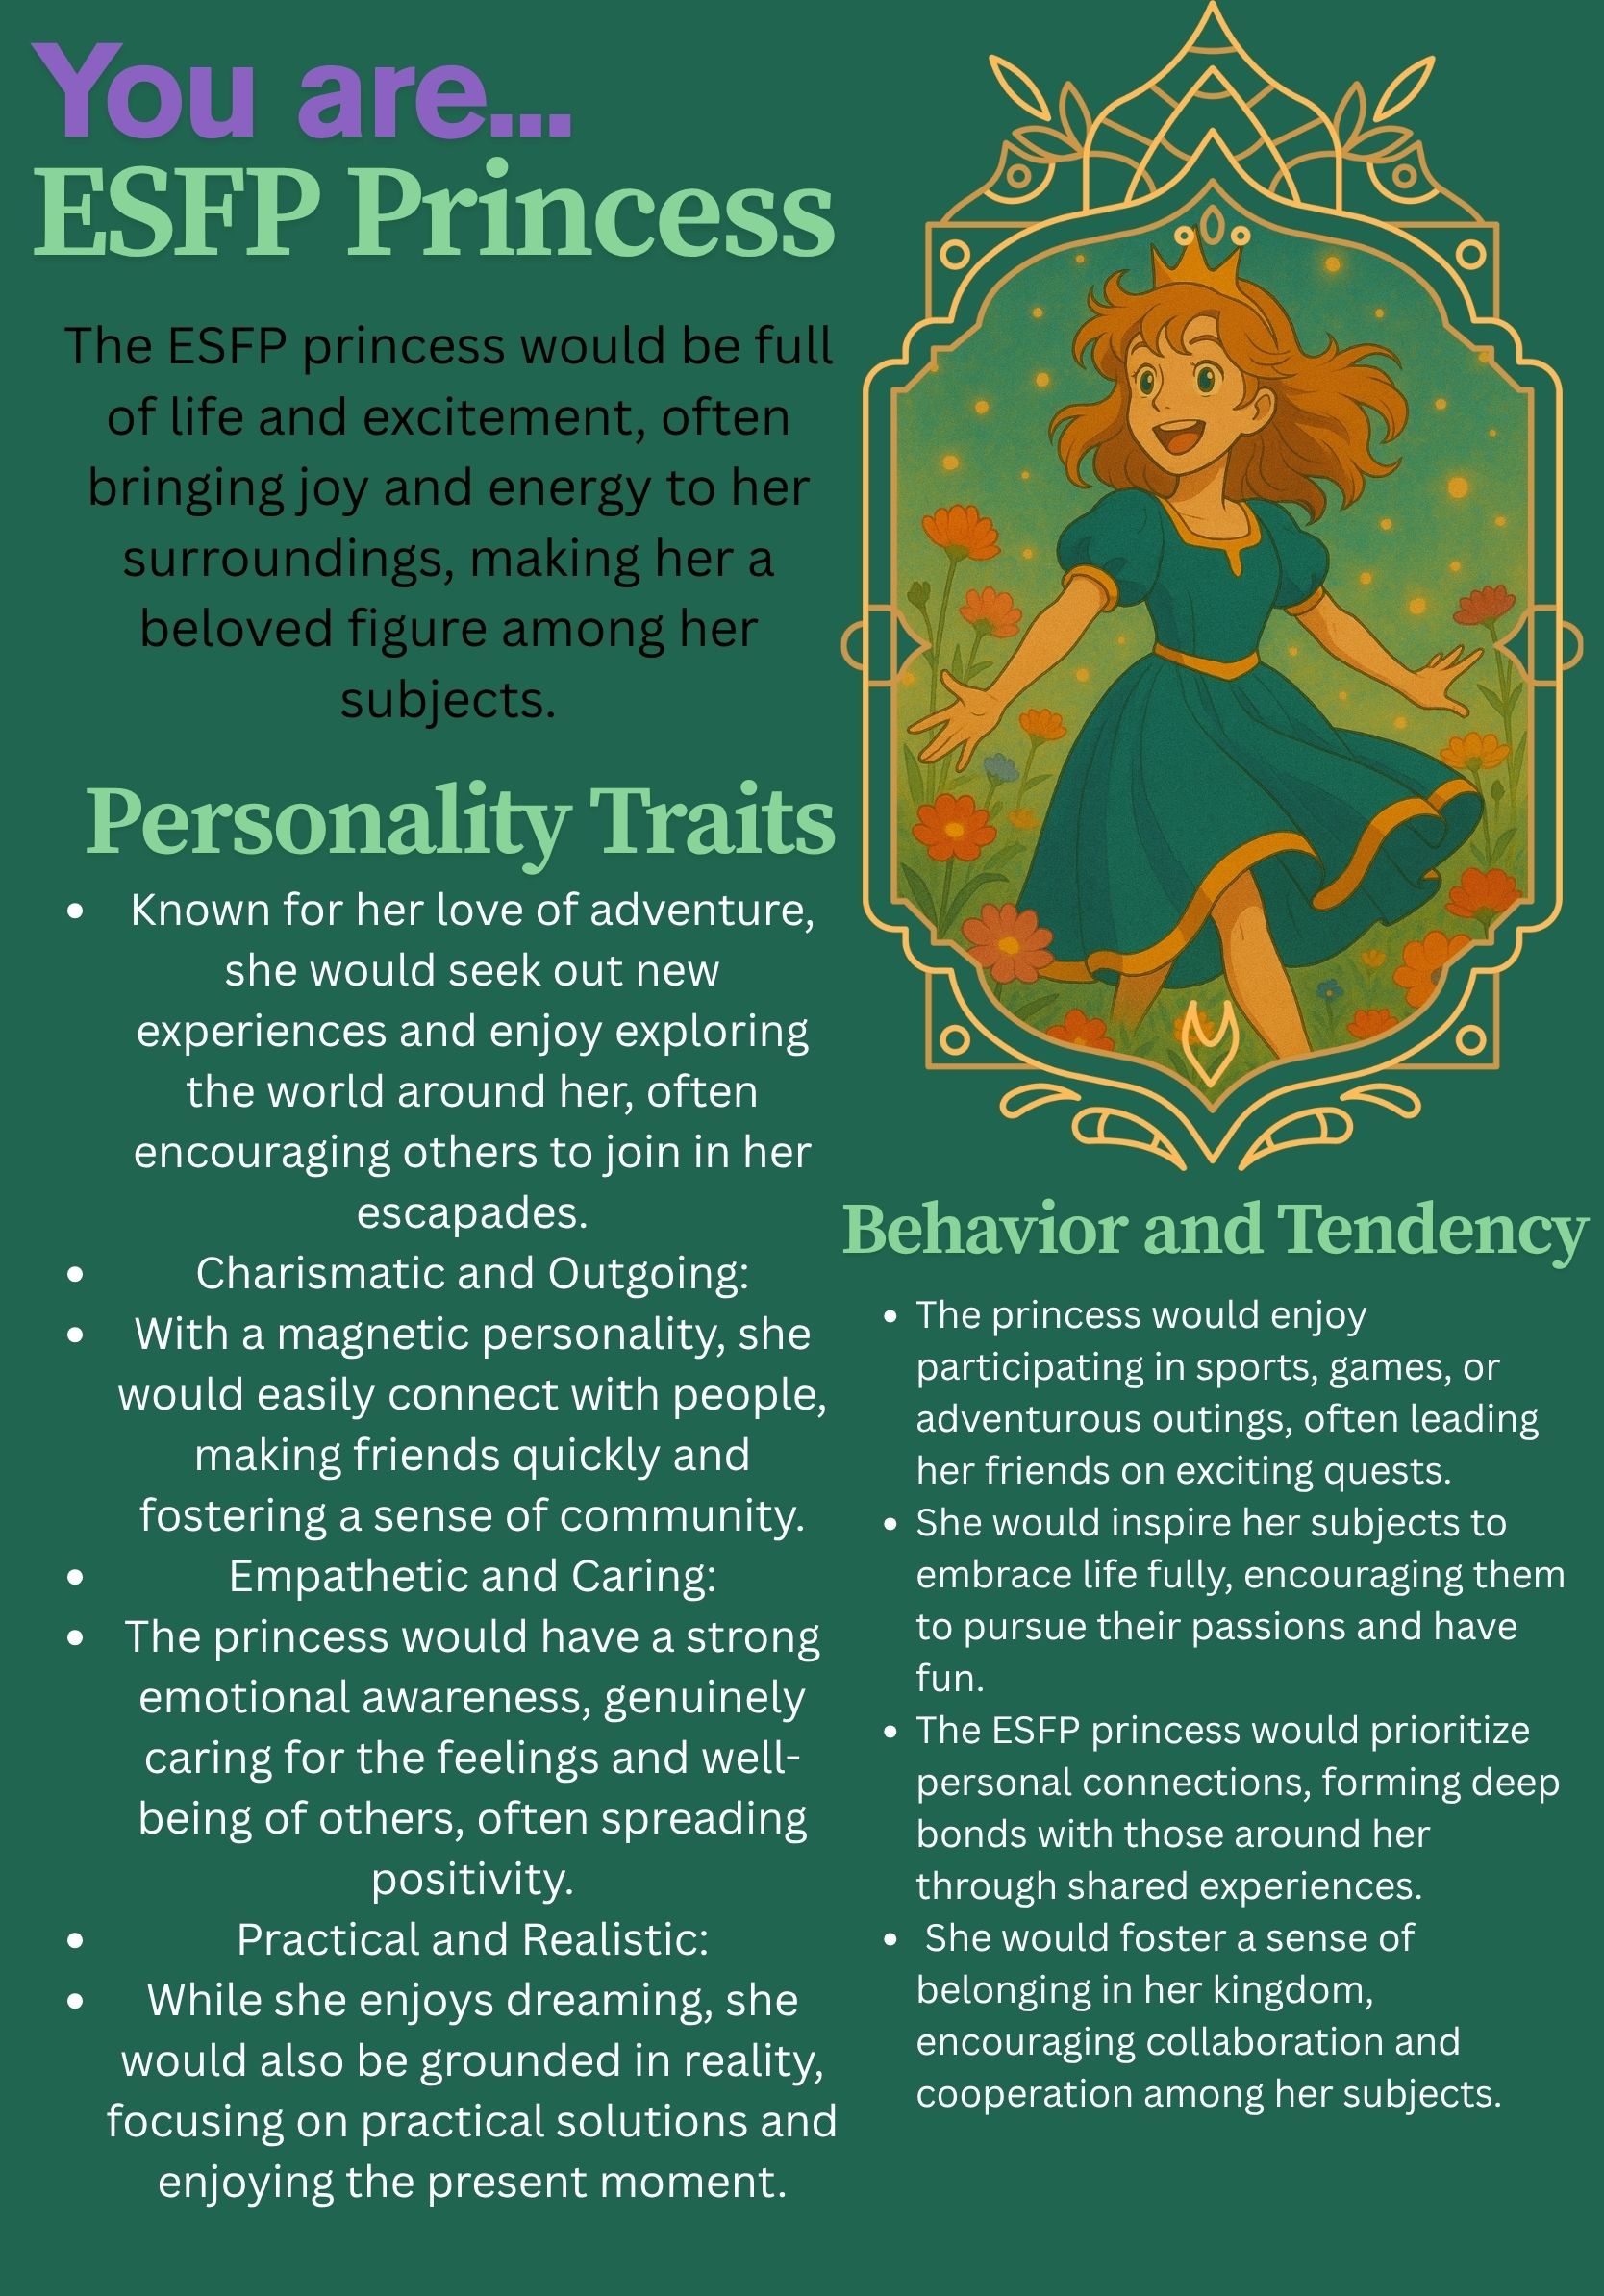 You are...
ESFP Princess
The ESFP princess would be full
of life and excitement, often
bringing joy and energy to her
surroundings, making her a
beloved figure among her
subjects.
Personality Traits
• Known for her love of adventure,
she would seek out new
experiences and enjoy exploring
the world around her, often
encouraging others to join in her
escapades.
• Charismatic and Outgoing:
• With a magnetic personality, she
would easily connect with people,
making friends quickly and
fostering a sense of community.
• Empathetic and Caring:
• The princess would have a strong
emotional awareness, genuinely
caring for the feelings and well-
being of others, often spreading
positivity.
• Practical and Realistic:
• While she enjoys dreaming, she
would also be grounded in reality,
focusing on practical solutions and
enjoying the present moment.
Behavior and Tendency
• The princess would enjoy
participating in sports, games, or
adventurous outings, often leading
her friends on exciting quests.
• She would inspire her subjects to
embrace life fully, encouraging them
to pursue their passions and have
fun.
• The ESFP princess would prioritize
personal connections, forming deep
bonds with those around her
through shared experiences.
• She would foster a sense of
belonging in her kingdom,
encouraging collaboration and
cooperation among her subjects.